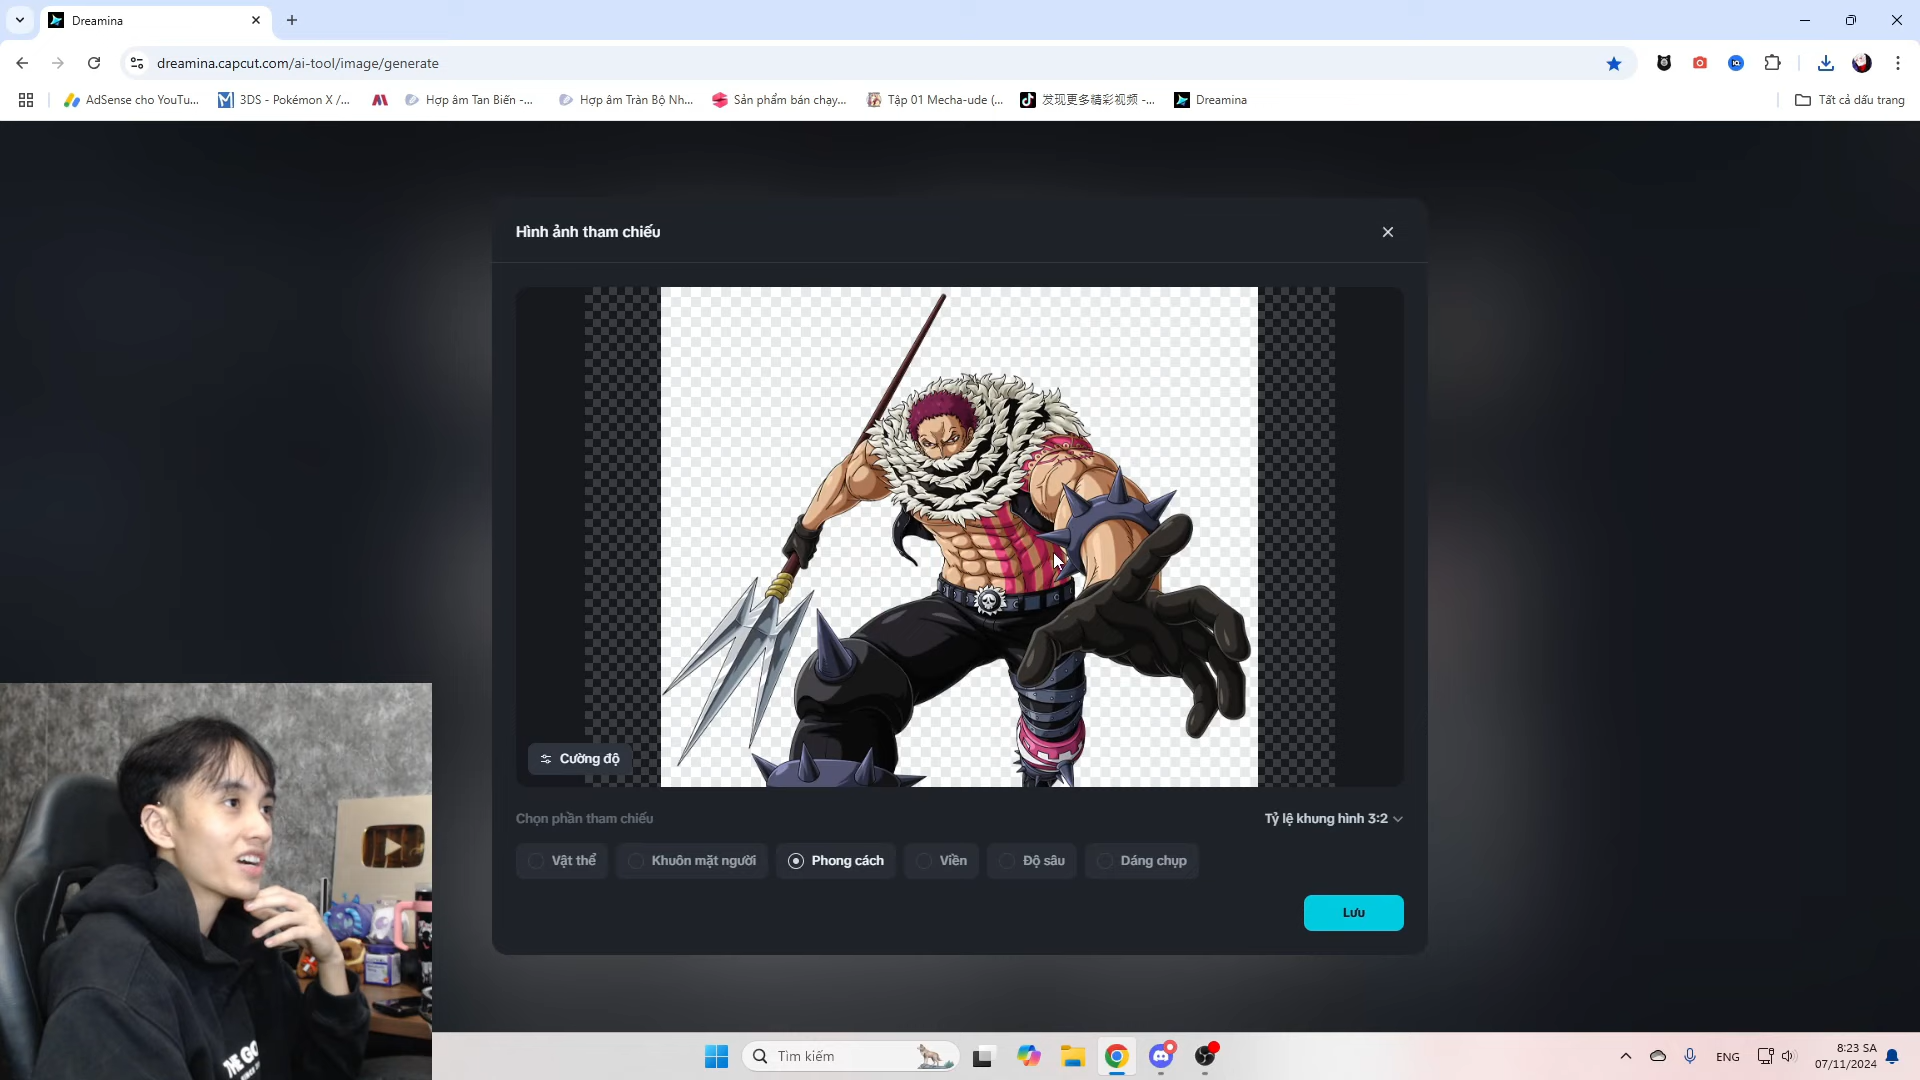 Dreamina
dreamina.capcut.com/ai-tool/image/generate
AdSense cho YouTu...
3DS - Pokémon X /...
Hợp âm Tan Biến -...
Hợp âm Tràn Bộ Nh...
Sản phẩm bán chạy...
Tập 01 Mecha-ude (...
发现更多精彩视频 -...
Dreamina
Tất cả dấu trang
Hình ảnh tham chiếu
Cường độ
Chọn phần tham chiếu
Tỷ lệ khung hình 3:2
Vật thể
Khuôn mặt người
Phong cách
Viền
Độ sâu
Dáng chụp
Lưu
Tìm kiếm
ENG
8:23 SA
07/11/2024